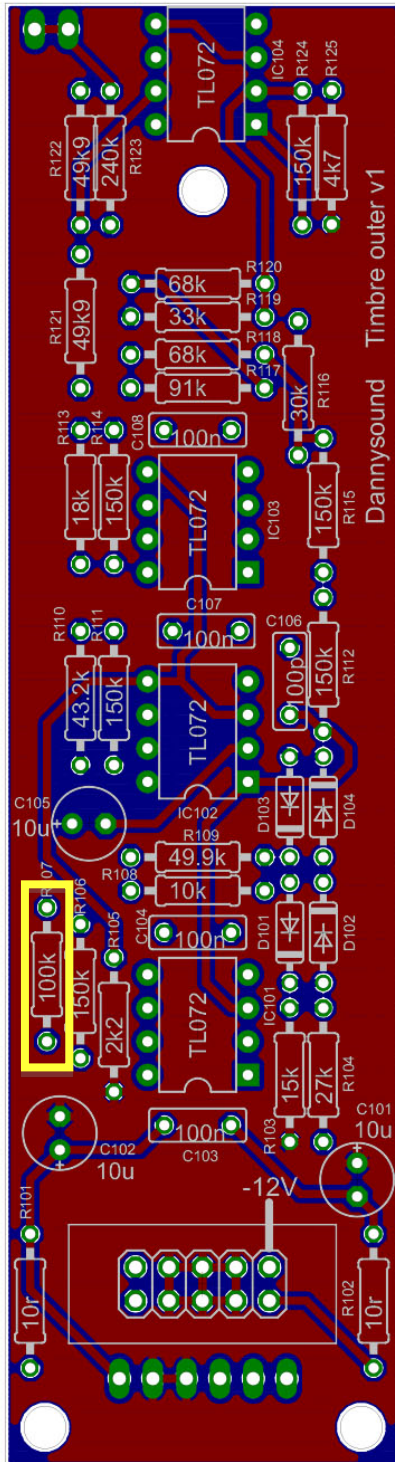 IC104
TL072
R124
R125
R122
49k9
240k
R123
150k
4k7
Timbre outer v1
Dannysound
R121
49k9
68k
R120
33k
R119
68k
R118
91k
R117
30k
R116
R113
R114
C108
100n
18k
150k
TL072
IC103
150k
R115
R110
R111
C107
100n
C106
100p
43.2k
150k
TL072
IC102
150k
R112
C105
10u
+
R109
49.9k
R108
10k
D103
D104
R106
R105
C104
100n
D101
D102
100k
150k
2k2
TL072
IC101
15k
27k
R103
R104
C102
10u
+
100n
C103
C101
10u
+
R101
10r
-12V
R102
10r